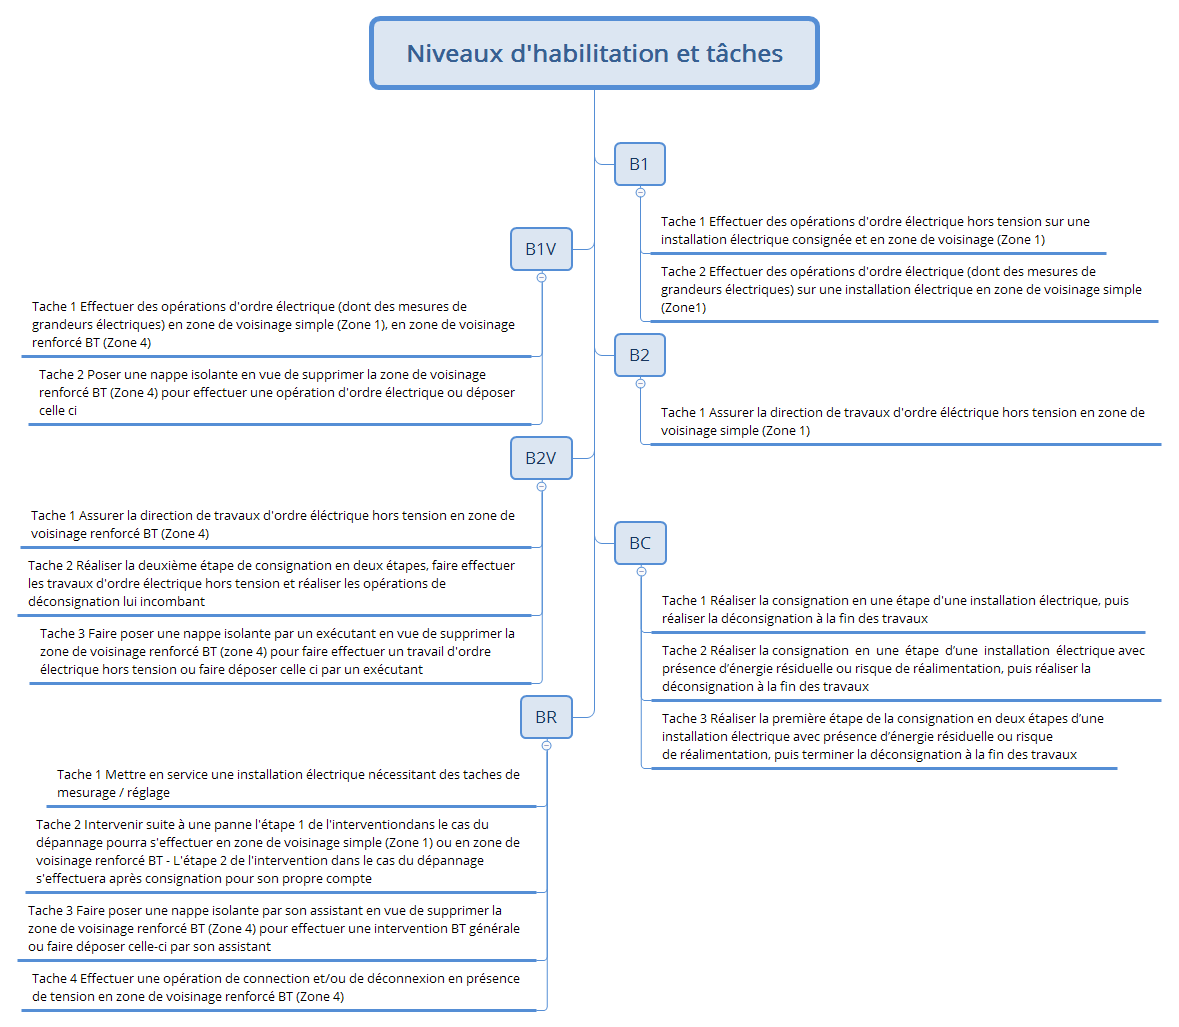 Niveaux d'habilitation et tâches
B1
Tache 1 Effectuer des opérations d'ordre électrique hors tension sur une
installation électrique consignée et en zone de voisinage (Zone 1)
Tache 2 Effectuer des opérations d'ordre électrique (dont des mesures de
grandeurs électriques) sur une installation électrique en zone de voisinage simple
(Zone1)
B1V
Tache 1 Effectuer des opérations d'ordre électrique (dont des mesures de
grandeurs électriques) en zone de voisinage simple (Zone 1), en zone de voisinage
renforcé BT (Zone 4)
Tache 2 Poser une nappe isolante en vue de supprimer la zone de voisinage
renforcé BT (Zone 4) pour effectuer une opération d'ordre électrique ou déposer
celle ci
B2
Tache 1 Assurer la direction de travaux d'ordre éléctrique hors tension en zone de
voisinage simple (Zone 1)
B2V
Tache 1 Assurer la direction de travaux d'ordre éléctrique hors tension en zone de
voisinage renforcé BT (Zone 4)
Tache 2 Réaliser la deuxième étape de consignation en deux étapes, faire effectuer
les travaux d'ordre électrique hors tension et réaliser les opérations de
déconsignation lui incombant
Tache 3 Faire poser une nappe isolante par un exécutant en vue de supprimer la
zone de voisinage renforcé BT (zone 4) pour faire effectuer un travail d'ordre
électrique hors tension ou faire déposer celle ci par un exécutant
BC
Tache 1 Réaliser la consignation en une étape d'une installation électrique, puis
réaliser la déconsignation à la fin des travaux
Tache 2 Réaliser la consignation en une étape d’une installation électrique avec
présence d’énergie résiduelle ou risque de réalimentation, puis réaliser la
déconsignation à la fin des travaux
Tache 3 Réaliser la première étape de la consignation en deux étapes d’une
installation électrique avec présence d’énergie résiduelle ou risque
de réalimentation, puis terminer la déconsignation à la fin des travaux
BR
Tache 1 Mettre en service une installation électrique nécessitant des taches de
mesurage / réglage
Tache 2 Intervenir suite à une panne l'étape 1 de l'interventiondans le cas du
dépannage pourra s'effectuer en zone de voisinage simple (Zone 1) ou en zone de
voisinage renforcé BT - L'étape 2 de l'intervention dans le cas du dépannage
s'effectuera après consignation pour son propre compte
Tache 3 Faire poser une nappe isolante par son assistant en vue de supprimer la
zone de voisinage renforcé BT (Zone 4) pour effectuer une intervention BT générale
ou faire déposer celle-ci par son assistant
Tache 4 Effectuer une opération de connection et/ou de déconnexion en présence
de tension en zone de voisinage renforcé BT (Zone 4)